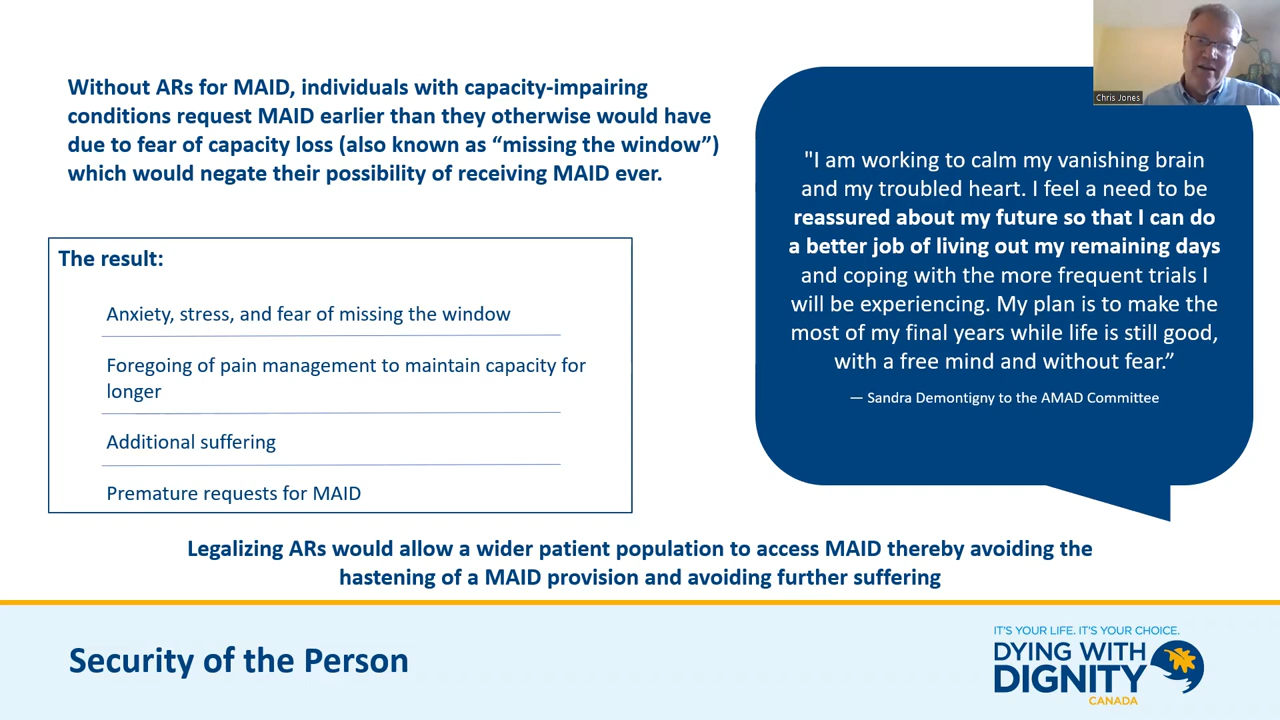 Chris Jones
Without ARs for MAID, individuals with capacity-impairing
conditions request MAID earlier than they otherwise would have
due to fear of capacity loss (also known as “missing the window”)
which would negate their possibility of receiving MAID ever.
The result:
Anxiety, stress, and fear of missing the window
Foregoing of pain management to maintain capacity for
longer
Additional suffering
Premature requests for MAID
"I am working to calm my vanishing brain
and my troubled heart. I feel a need to be
reassured about my future so that I can do
a better job of living out my remaining days
and coping with the more frequent trials I
will be experiencing. My plan is to make the
most of my final years while life is still good,
with a free mind and without fear.”
— Sandra Demontigny to the AMAD Committee
Legalizing ARs would allow a wider patient population to access MAID thereby avoiding the
hastening of a MAID provision and avoiding further suffering
Security of the Person
IT'S YOUR LIFE. IT'S YOUR CHOICE.
DYING WITH
DIGNITY
CANADA